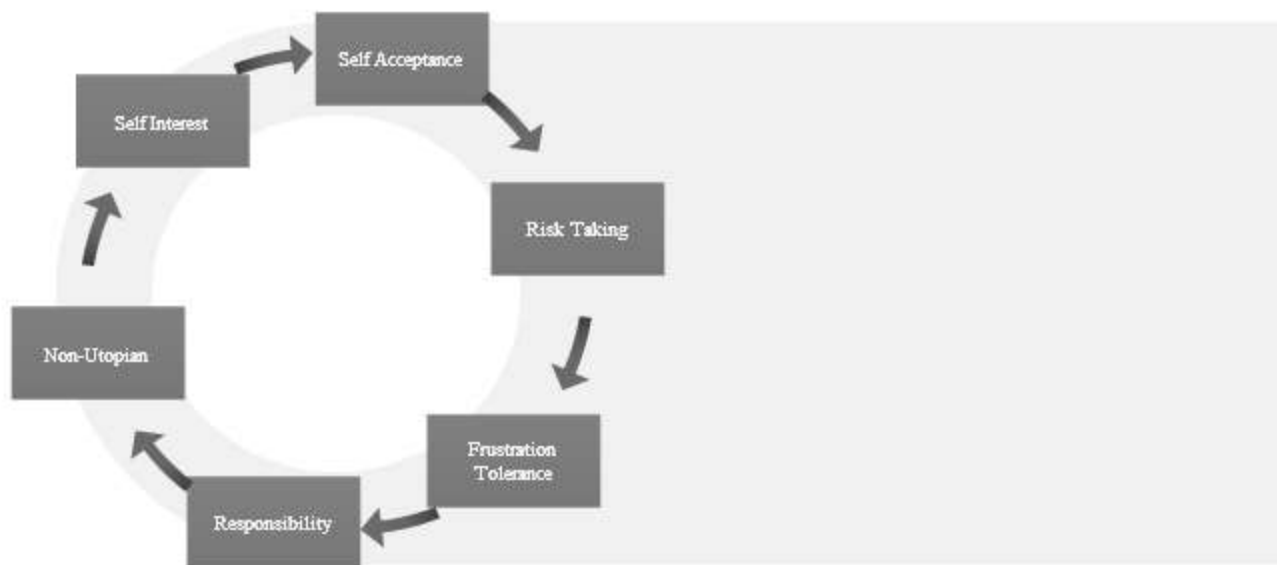 Self Acceptance
Risk Taking
Frustration
Tolerance
Responsibility
Non-Utopian
Self Interest